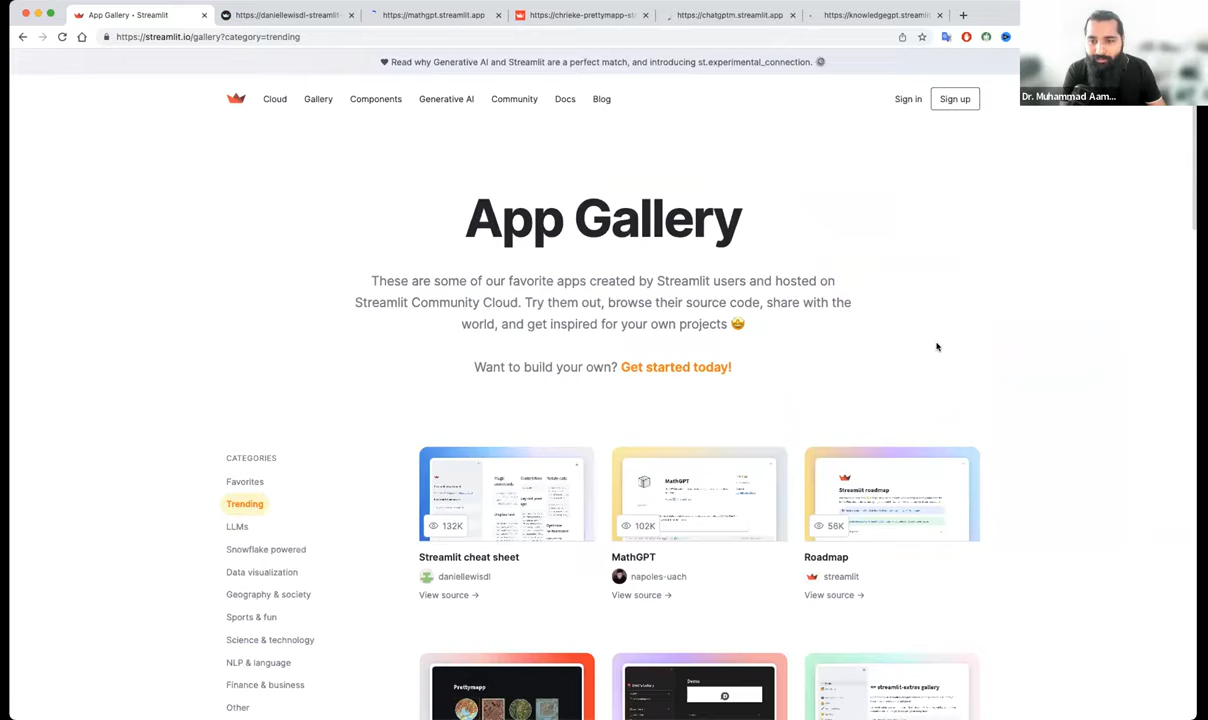 App Gallery • Streamlit
https://daniellewisdl-streamlit-
https://mathgpt.streamlit.app
https://chrieke-prettymapp-st
https://chatgptm.streamlit.app
https://knowledgegpt.streamlit
https://streamlit.io/gallery?category=trending
Read why Generative AI and Streamlit are a perfect match, and introducing st.experimental_connection.
Dr. Muhammad Aam...
Cloud Gallery Components Generative AI Community Docs Blog
Sign in Sign up
App Gallery
These are some of our favorite apps created by Streamlit users and hosted on
Streamlit Community Cloud. Try them out, browse their source code, share with the
world, and get inspired for your own projects
Want to build your own? Get started today!
CATEGORIES
Favorites
Trending
LLMs
Snowflake powered
Data visualization
Geography & society
Sports & fun
Science & technology
NLP & language
Finance & business
Other
132K
Streamlit cheat sheet
daniellewisdl
View source →
MathGPT
102K
MathGPT
napoles-uach
View source →
Streamlit roadmap
56K
Roadmap
streamlit
View source →
Prettymapp
Demo
streamlit-extras gallery